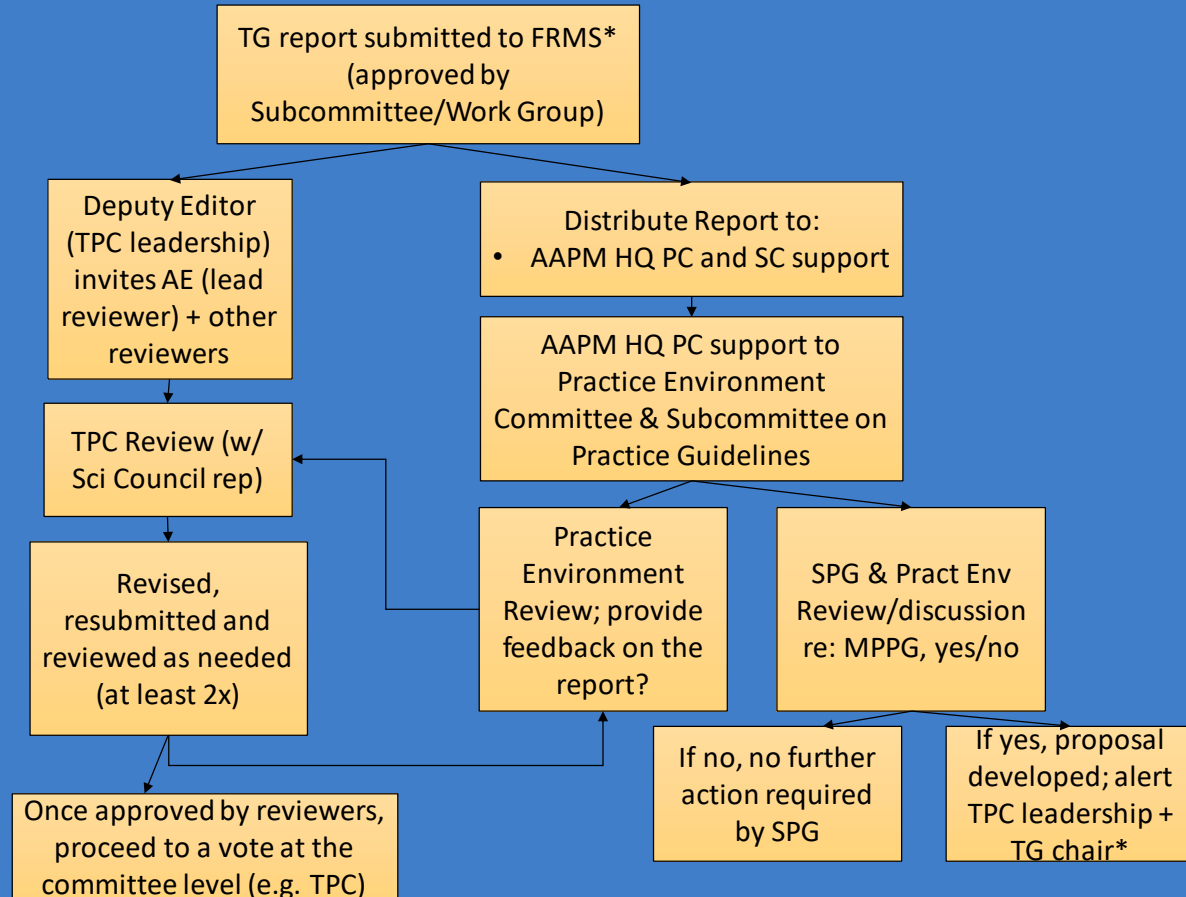 TG report submitted to FRMS*
(approved by
Subcommittee/Work Group)
Deputy Editor
(TPC leadership)
invites AE (lead
reviewer) + other
reviewers
Distribute Report to:
• AAPM HQ PC and SC support
AAPM HQ PC support to
Practice Environment
Committee & Subcommittee on
Practice Guidelines
TPC Review (w/
Sci Council rep)
Revised,
resubmitted and
reviewed as needed
(at least 2x)
Practice
Environment
Review; provide
feedback on the
report?
SPG & Pract Env
Review/discussion
re: MPPG, yes/no
Once approved by reviewers,
proceed to a vote at the
committee level (e.g. TPC)
If no, no further
action required
by SPG
If yes, proposal
developed; alert
TPC leadership +
TG chair*